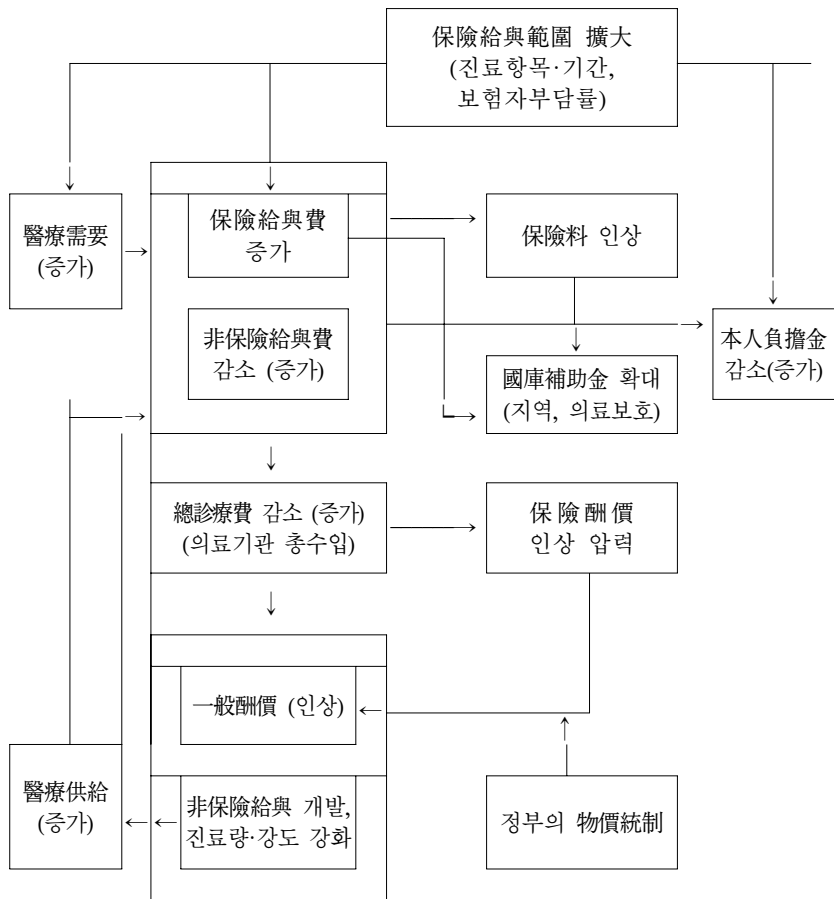 保險給與範圍 擴大
(진료항목·기간,
보험자부담률)
醫療需要
(증가)
保險給與費
증가
保險料 인상
非保險給與費
감소 (증가)
本人負擔金
감소(증가)
國庫補助金 확대
(지역, 의료보호)
總診療費 감소 (증가)
(의료기관 총수입)
保險酬價
인상 압력
一般酬價 (인상)
醫療供給
(증가)
非保險給與 개발,
진료량·강도 강화
정부의 物價統制